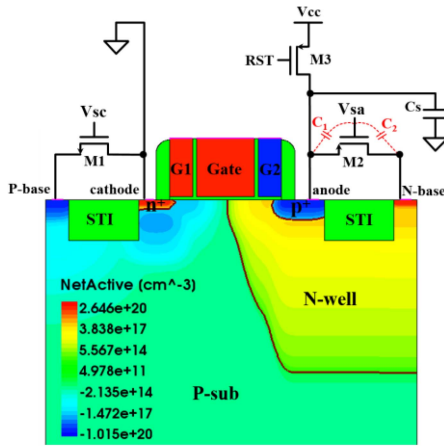 Vcc
RST
M3
Vsc
Vsa
Cs
C1
C2
M1
M2
G1
Gate
G2
P-base
cathode
anode
N-base
STI
n+
p+
STI
NetActive (cm^-3)
2.646e+20
3.838e+17
5.567e+14
4.978e+11
-2.135e+14
-1.472e+17
-1.015e+20
N-well
P-sub